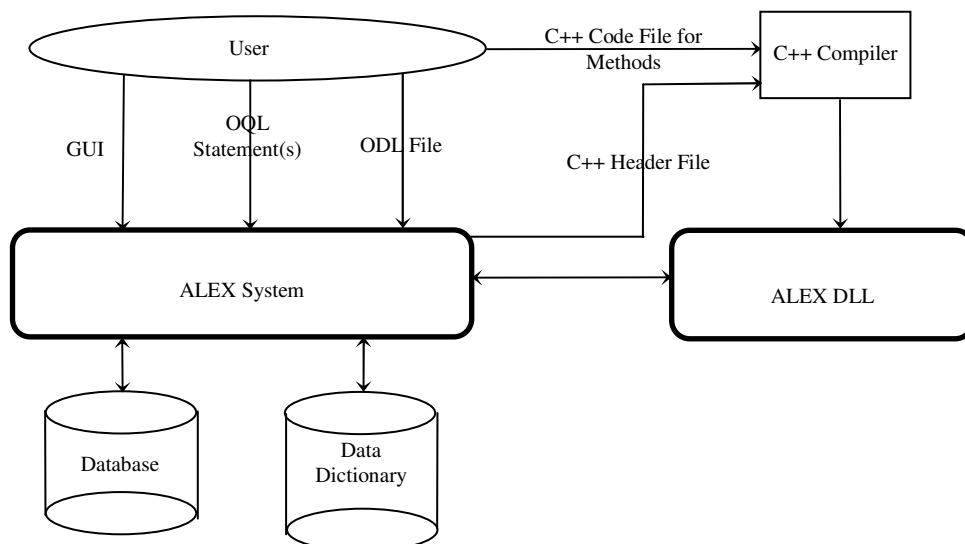 User
C++ Code File for
Methods
C++ Compiler
GUI
OQL
Statement(s)
ODL File
C++ Header File
ALEX System
ALEX DLL
Database
Data
Dictionary